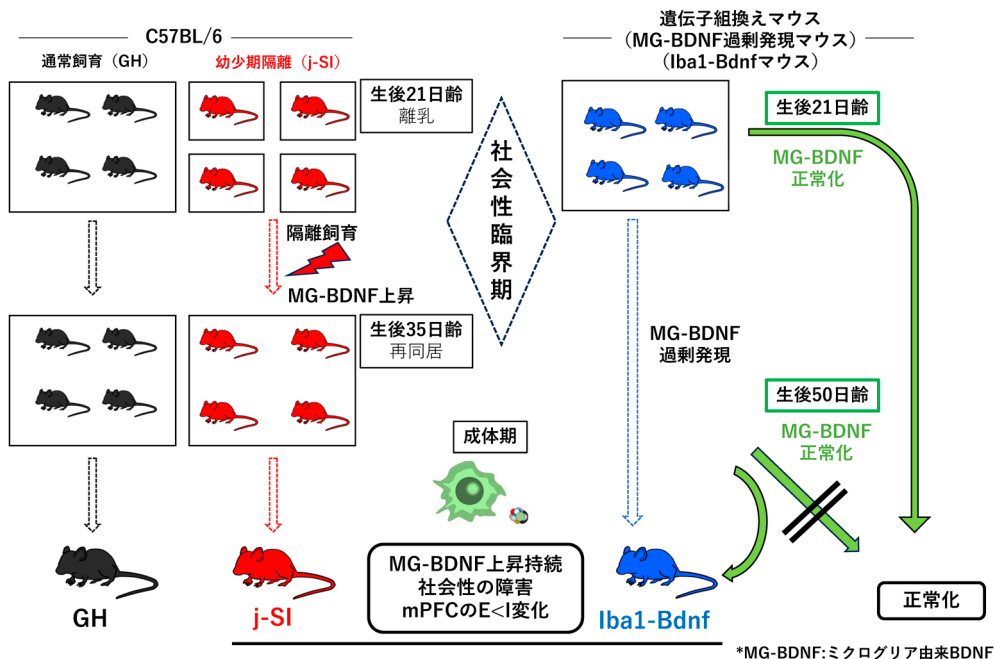 C57BL/6
通常飼育（GH）
幼少期隔離（j-SI）
生後21日齢
離乳
隔離飼育
MG-BDNF上昇
生後35日齢
再同居
GH
j-SI
社会性臨界期
成体期
MG-BDNF上昇持続
社会性の障害
mPFCのE<I変化
遺伝子組換えマウス
（MG-BDNF過剰発現マウス）
（Iba1-Bdnfマウス）
生後21日齢
MG-BDNF
正常化
MG-BDNF
過剰発現
生後50日齢
MG-BDNF
正常化
Iba1-Bdnf
正常化
*MG-BDNF:ミクログリア由来BDNF